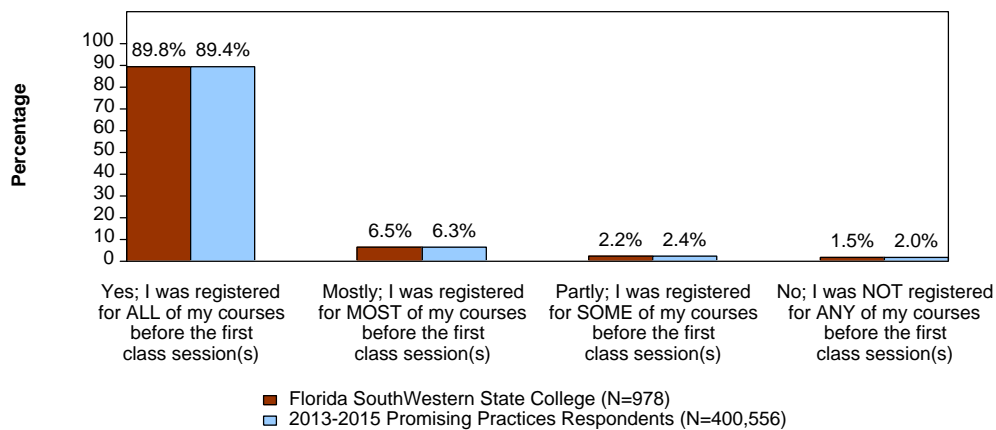 Percentage
100
90
80
70
60
50
40
30
20
10
0
89.8% 89.4%
6.5% 6.3%
2.2% 2.4%
1.5% 2.0%
Yes; I was registered
for ALL of my courses
before the first
class session(s)
Mostly; I was registered
for MOST of my courses
before the first
class session(s)
Partly; I was registered
for SOME of my courses
before the first
class session(s)
No; I was NOT registered
for ANY of my courses
before the first
class session(s)
Florida SouthWestern State College (N=978)
2013-2015 Promising Practices Respondents (N=400,556)